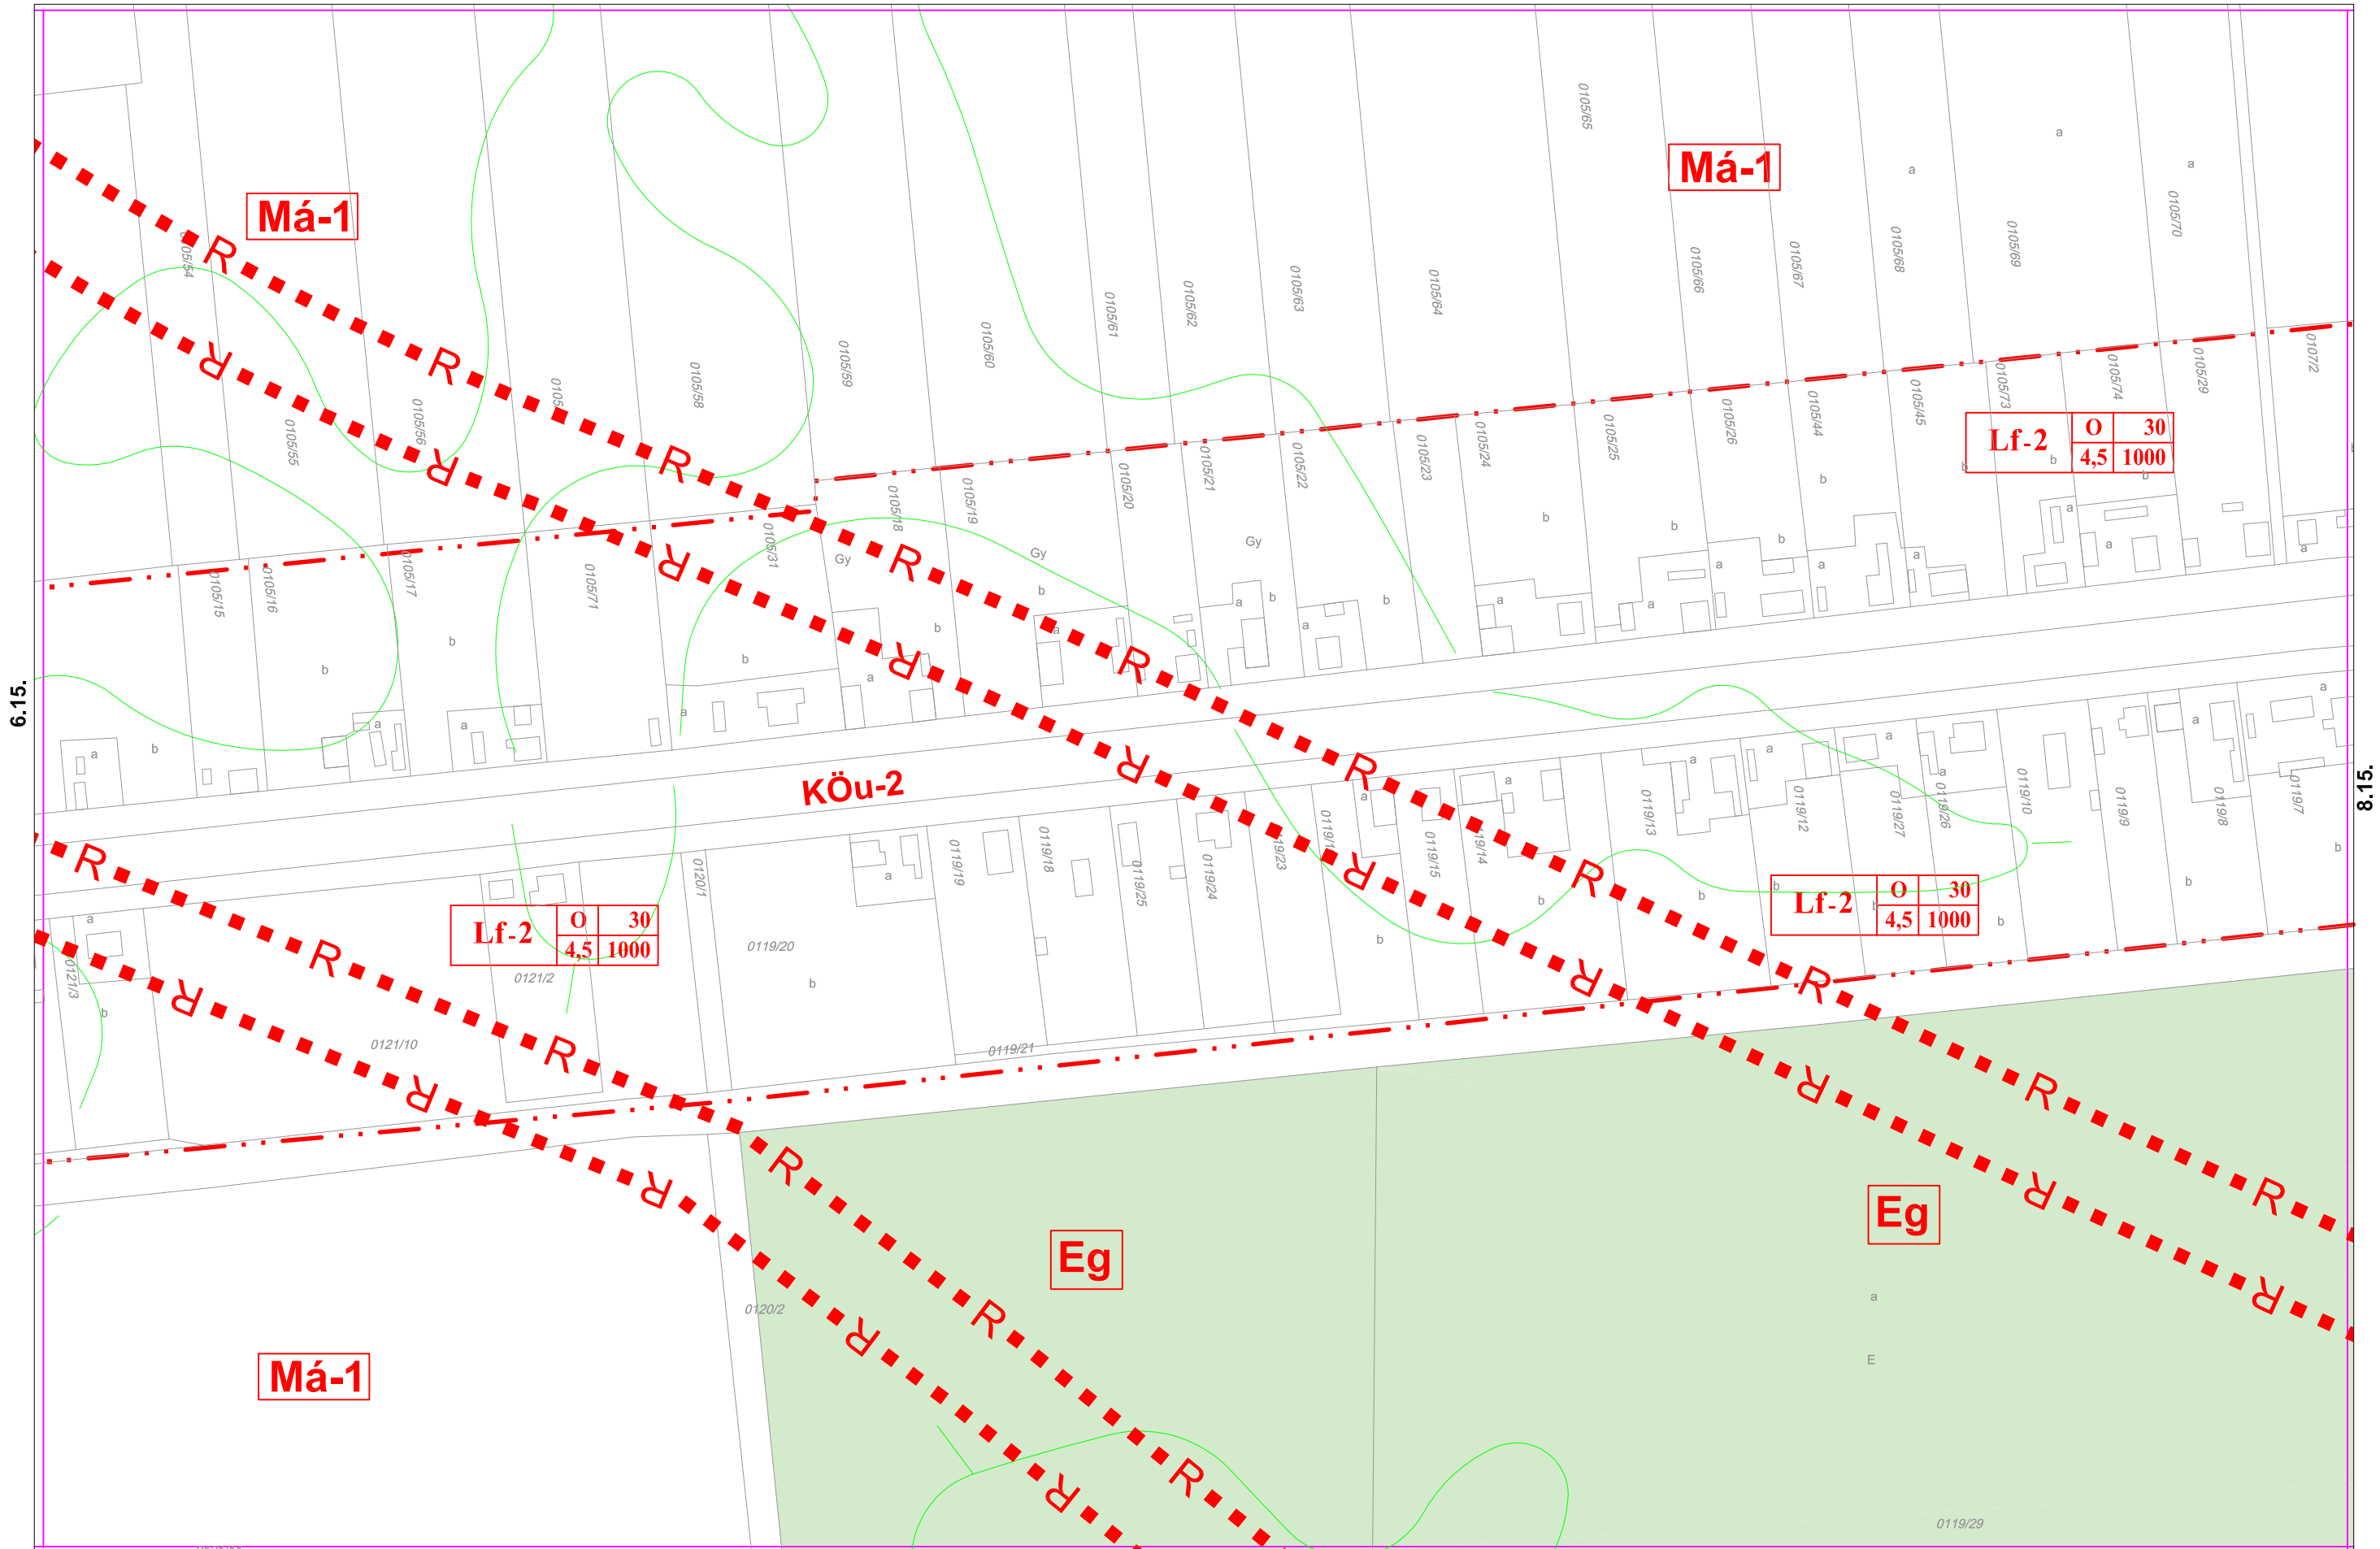 0105/65
a
Má-1
a
a
Má-1
0105/70
R
0105/66
0105/67
0105/68
0105/69
0105/61
0105/62
0105/63
0105/64
0105/60
0105/59
0105/58
R
R
0105/56
0105/55
0107/2
0105/29
0105/74
0105/73
0105/45
0105/44
0105/26
0105/25
0105/24
0105/23
0105/22
0105/21
0105/20
0105/19
0105/18
Lf-2
O 30
4,5 1000
b
b
b
b
R
R
0105/31
Gy
Gy
Gy
R
R
0105/15
0105/16
0105/17
0105/71
b
b
b
b
a
a
a
a
a
a
b
b
b
b
b
a
a
a
a
R
R
6.15.
b
b
b
a
a
a
a
b
KÖu-2
R
R
8.15.
a
a
a
a
a
a
a
a
0119/7
0119/8
0119/9
0119/10
0119/26
0119/27
0119/12
0119/13
0119/14
0119/15
0119/24
0119/25
0119/18
0119/19
0120/1
a
b
b
b
b
b
b
b
R
R
R
Lf-2
O 30
4,5 1000
Lf-2
O 30
4,5 1000
a
0121/3
b
R
R
0121/2
0119/20
b
R
R
0121/10
R
R
0119/21
R
R
R
R
R
R
R
R
Eg
Eg
a
E
0120/2
R
R
Má-1
R
R
0119/29